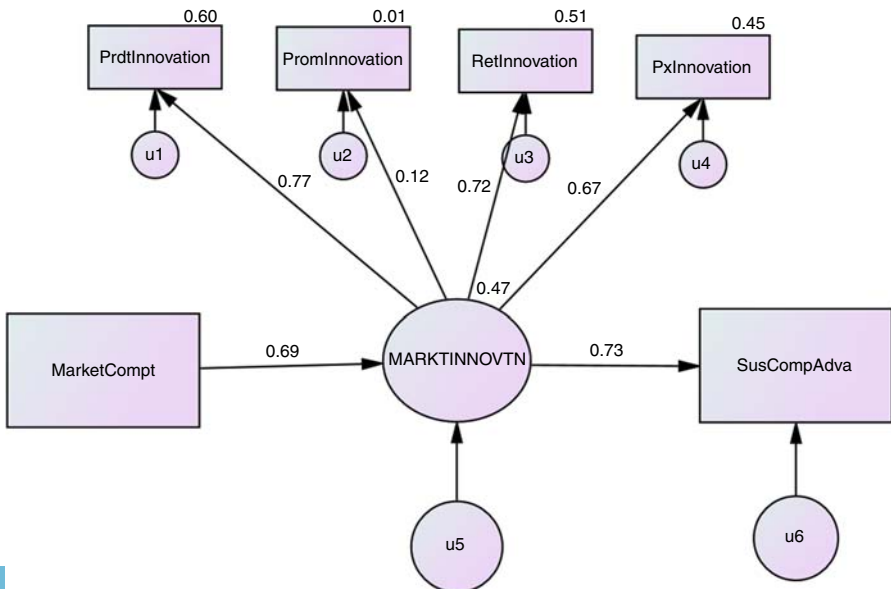 0.60
0.01
0.51
0.45
PrdtInnovation
PromInnovation
RetInnovation
PxInnovation
u1
u2
u3
u4
0.77
0.12
0.72
0.67
0.47
MarketCompt
0.69
MARKTINNOVTN
0.73
SusCompAdva
u5
u6